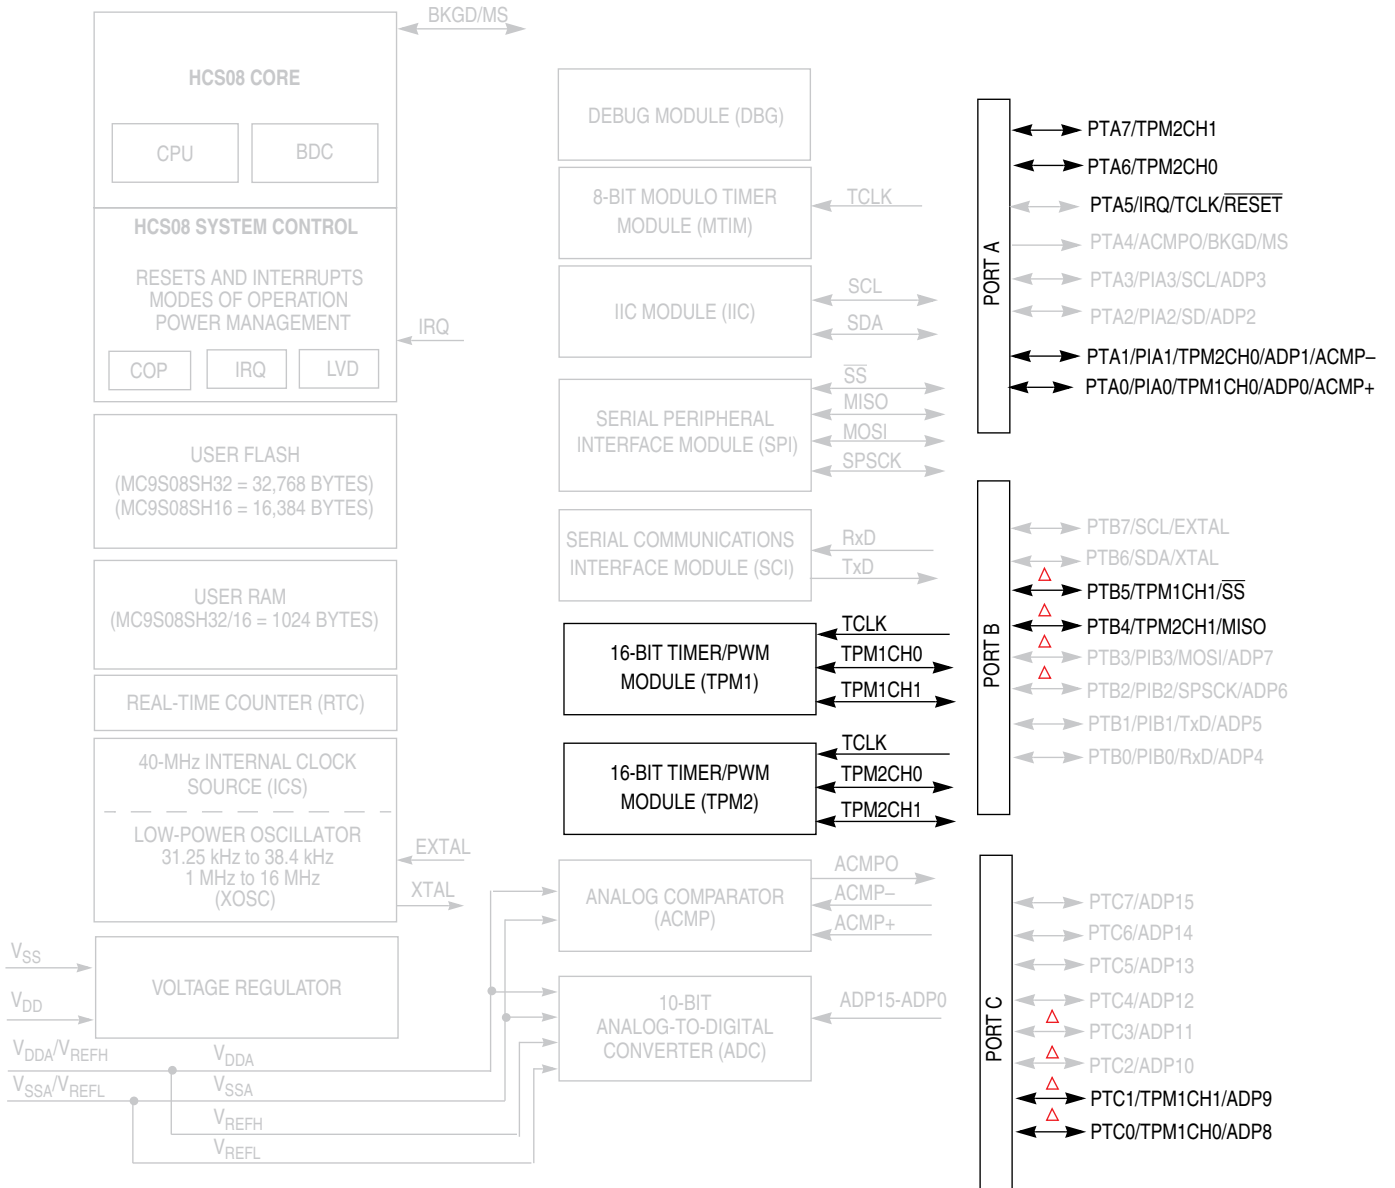 BKGD/MS
HCS08 CORE
CPU
BDC
HCS08 SYSTEM CONTROL
RESETS AND INTERRUPTS
MODES OF OPERATION
POWER MANAGEMENT
COP
IRQ
LVD
IRQ
USER FLASH
(MC9S08SH32 = 32,768 BYTES)
(MC9S08SH16 = 16,384 BYTES)
USER RAM
(MC9S08SH32/16 = 1024 BYTES)
REAL-TIME COUNTER (RTC)
40-MHz INTERNAL CLOCK
SOURCE (ICS)
LOW-POWER OSCILLATOR
31.25 kHz to 38.4 kHz
1 MHz to 16 MHz
(XOSC)
EXTAL
XTAL
VSS
VDD
VOLTAGE REGULATOR
VDDA/VREFH
VSSA/VREFL
VDDA
VSSA
VREFH
VREFL
DEBUG MODULE (DBG)
8-BIT MODULO TIMER
MODULE (MTIM)
TCLK
IIC MODULE (IIC)
SCL
SDA
SERIAL PERIPHERAL
INTERFACE MODULE (SPI)
SS
MISO
MOSI
SPSCK
SERIAL COMMUNICATIONS
INTERFACE MODULE (SCI)
RxD
TxD
16-BIT TIMER/PWM
MODULE (TPM1)
TCLK
TPM1CH0
TPM1CH1
16-BIT TIMER/PWM
MODULE (TPM2)
TCLK
TPM2CH0
TPM2CH1
ANALOG COMPARATOR
(ACMP)
ACMPO
ACMP–
ACMP+
10-BIT
ANALOG-TO-DIGITAL
CONVERTER (ADC)
ADP15-ADP0
PORT A
PTA7/TPM2CH1
PTA6/TPM2CH0
PTA5/IRQ/TCLK/RESET
PTA4/ACMPO/BKGD/MS
PTA3/PIA3/SCL/ADP3
PTA2/PIA2/SD/ADP2
PTA1/PIA1/TPM2CH0/ADP1/ACMP–
PTA0/PIA0/TPM1CH0/ADP0/ACMP+
PORT B
PTB7/SCL/EXTAL
PTB6/SDA/XTAL
PTB5/TPM1CH1/SS
PTB4/TPM2CH1/MISO
PTB3/PIB3/MOSI/ADP7
PTB2/PIB2/SPSCK/ADP6
PTB1/PIB1/TxD/ADP5
PTB0/PIB0/RxD/ADP4
PORT C
PTC7/ADP15
PTC6/ADP14
PTC5/ADP13
PTC4/ADP12
PTC3/ADP11
PTC2/ADP10
PTC1/TPM1CH1/ADP9
PTC0/TPM1CH0/ADP8